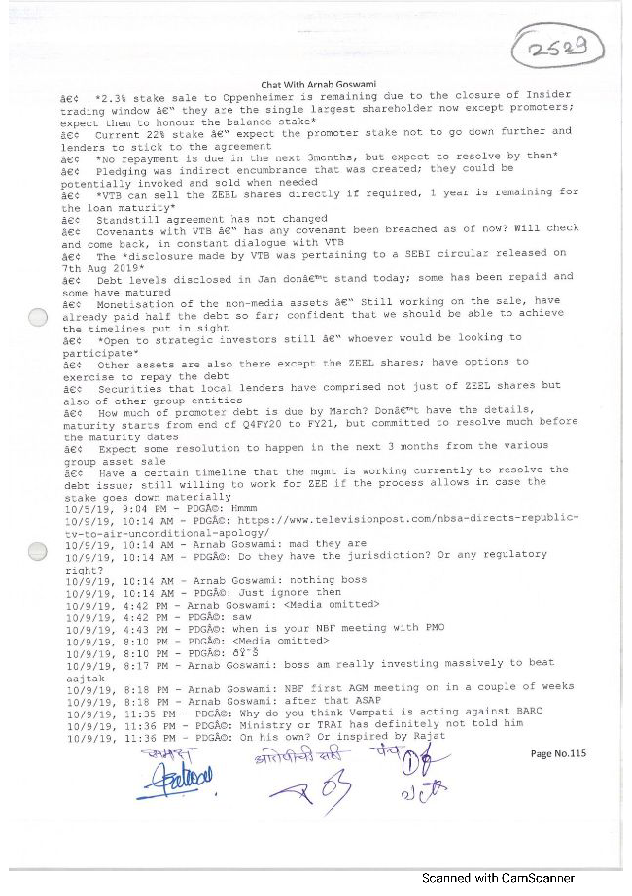 2529
Chat With Arnab Goswami
â€¢ *2.3% stake sale to Oppenheimer is remaining due to the closure of Insider
trading window â€“ they are the single largest shareholder now except promoters;
expect them to honour the balance stake*
â€¢ Current 22% stake â€“ expect the promoter stake not to go down further and
lenders to stick to the agreement
â€¢ *No repayment is due in the next 3months, but expect to resolve by then*
â€¢ Pledging was indirect encumbrance that was created; they could be
potentially invoked and sold when needed
â€¢ *VTB can sell the ZEEL shares directly if required, 1 year is remaining for
the loan maturity*
â€¢ Standstill agreement has not changed
â€¢ Covenants with VTB â€“ has any covenant been breached as of now? Will check
and come back, in constant dialogue with VTB
â€¢ The *disclosure made by VTB was pertaining to a SEBI circular released on
7th Aug 2019*
â€¢ Debt levels disclosed in Jan donâ€™t stand today; some has been repaid and
some have matured
â€¢ Monetisation of the non-media assets â€“ Still working on the sale, have
already paid half the debt so far; confident that we should be able to achieve
the timelines put in sight
â€¢ *Open to strategic investors still â€“ whoever would be looking to
participate*
â€¢ Other assets are also there except the ZEEL shares; have options to
exercise to repay the debt
â€¢ Securities that local lenders have comprised not just of ZEEL shares but
also of other group entities
â€¢ How much of promoter debt is due by March? Donâ€™t have the details,
maturity starts from end of Q4FY20 to FY21, but committed to resolve much before
the maturity dates
â€¢ Expect some resolution to happen in the next 3 months from the various
group asset sale
â€¢ Have a certain timeline that the mgmt is working currently to resolve the
debt issue; still willing to work for ZEE if the process allows in case the
stake goes down materially
10/5/19, 9:04 PM - PDGÂ©: Hmmm
10/9/19, 10:14 AM - PDGÂ©: https://www.televisionpost.com/nbsa-directs-republic-
tv-to-air-unconditional-apology/
10/9/19, 10:14 AM - Arnab Goswami: mad they are
10/9/19, 10:14 AM - PDGÂ©: Do they have the jurisdiction? Or any regulatory
right?
10/9/19, 10:14 AM - Arnab Goswami: nothing boss
10/9/19, 10:14 AM - PDGÂ©: Just ignore then
10/9/19, 4:42 PM - Arnab Goswami: <Media omitted>
10/9/19, 4:42 PM - PDGÂ©: saw
10/9/19, 4:43 PM - PDGÂ©: when is your NBF meeting with PMO
10/9/19, 8:10 PM - PDGÂ©: <Media omitted>
10/9/19, 8:10 PM - PDGÂ©: ðŸ˜Š
10/9/19, 8:17 PM - Arnab Goswami: boss am really investing massively to beat
aajtak
10/9/19, 8:18 PM - Arnab Goswami: NBF first AGM meeting on in a couple of weeks
10/9/19, 8:18 PM - Arnab Goswami: after that ASAP
10/9/19, 11:35 PM - PDGÂ©: Why do you think Vempati is acting against BARC
10/9/19, 11:36 PM - PDGÂ©: Ministry or TRAI has definitely not told him
10/9/19, 11:36 PM - PDGÂ©: On his own? Or inspired by Rajat
समक्ष आरोपीची सही पंच
Page No.115
Scanned with CamScanner